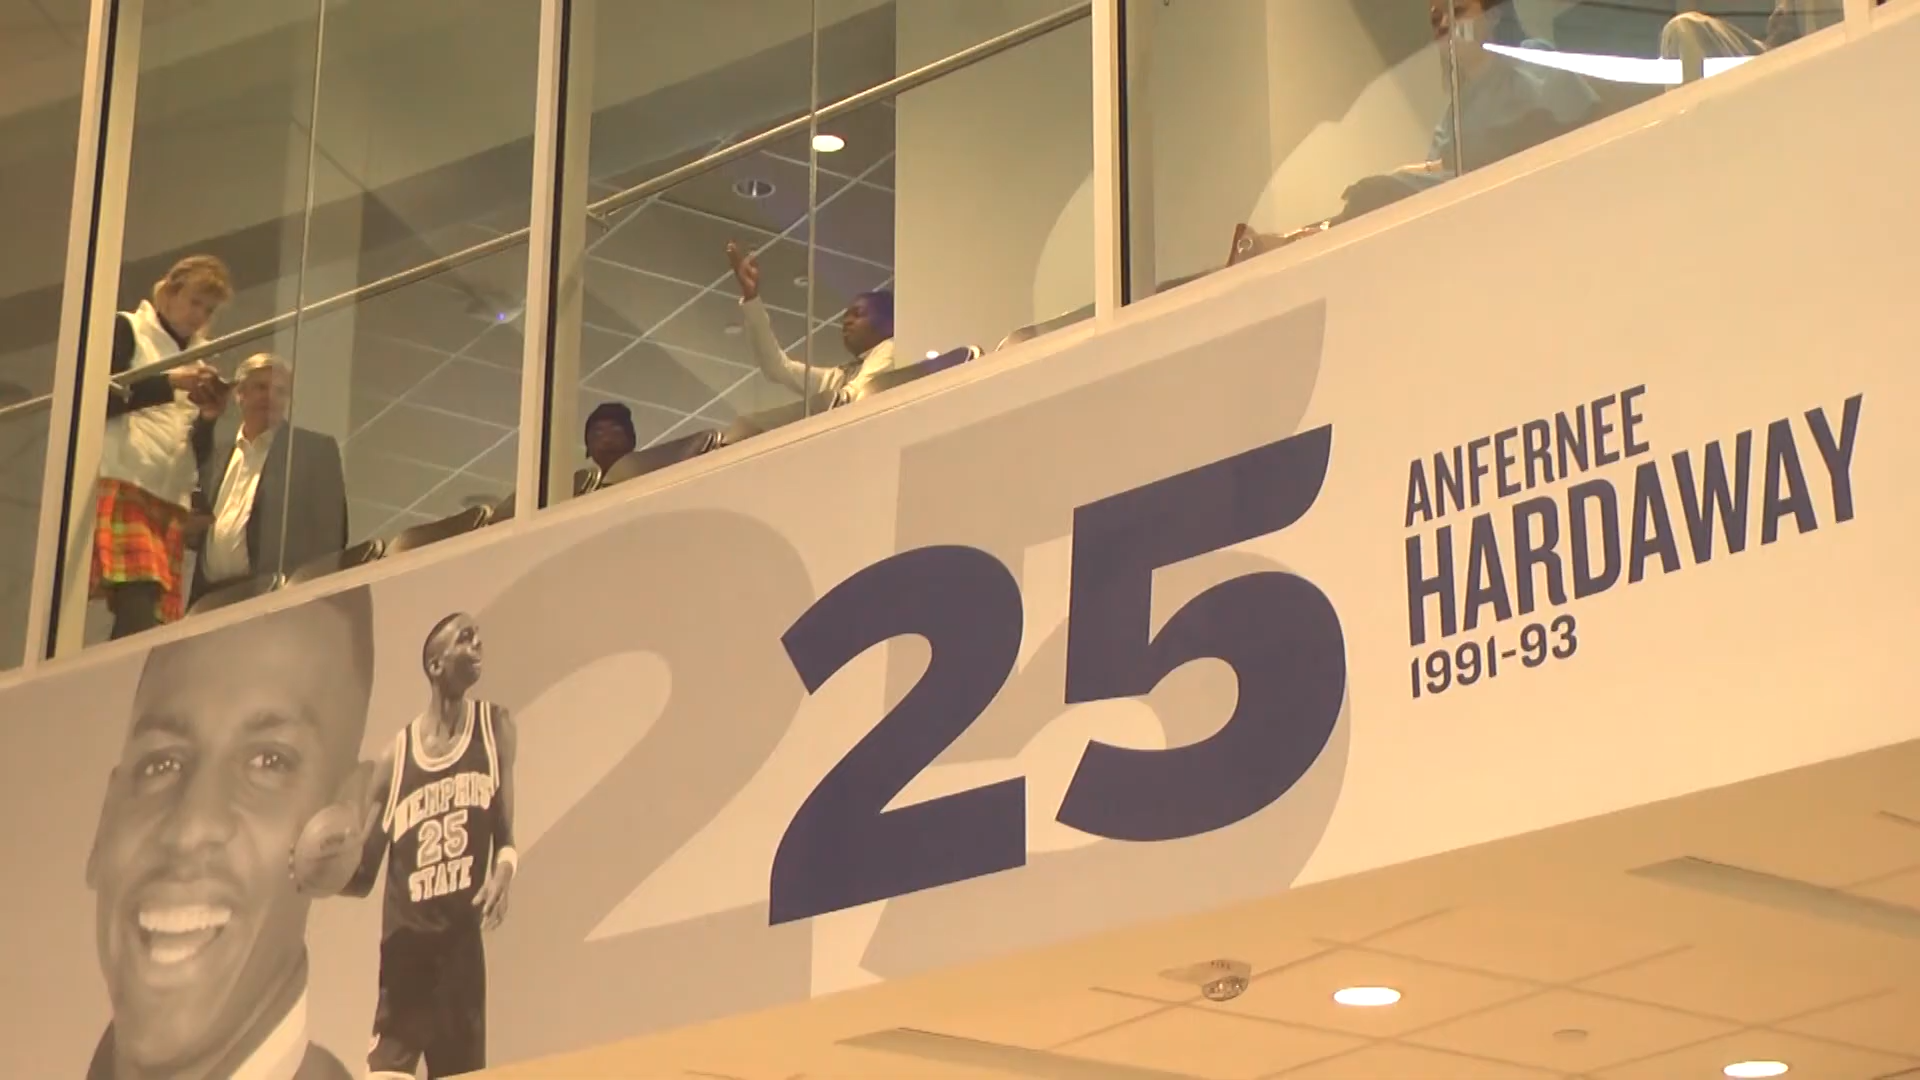 25
ANFERNEE
HARDAWAY
1991-93
MEMPHIS
25
STATE